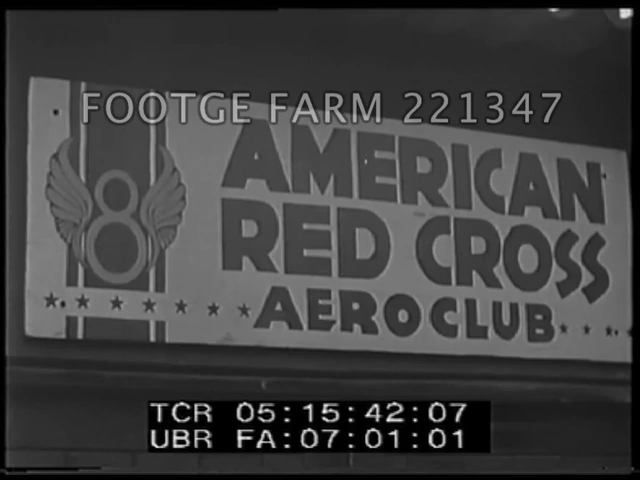 FOOTGE FARM 221347
8
AMERICAN
RED CROSS
AEROCLUB
TCR 05:15:42:07
UBR FA:07:01:01